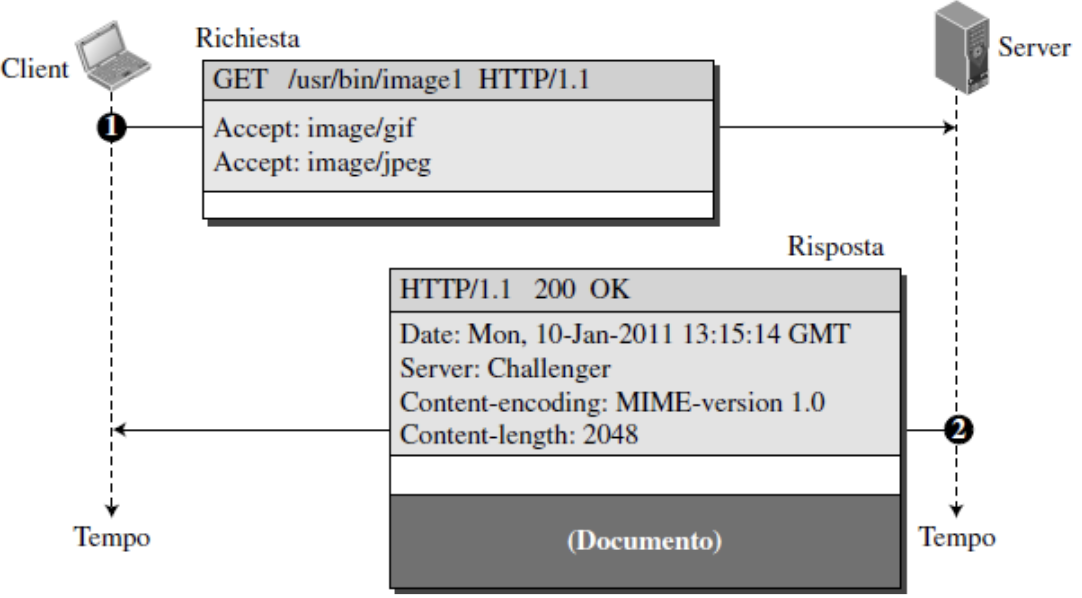 Richiesta
Client
Server
GET /usr/bin/image1 HTTP/1.1
1
Accept: image/gif
Accept: image/jpeg
Risposta
HTTP/1.1 200 OK
Date: Mon, 10-Jan-2011 13:15:14 GMT
Server: Challenger
Content-encoding: MIME-version 1.0
Content-length: 2048
2
Tempo
(Documento)
Tempo